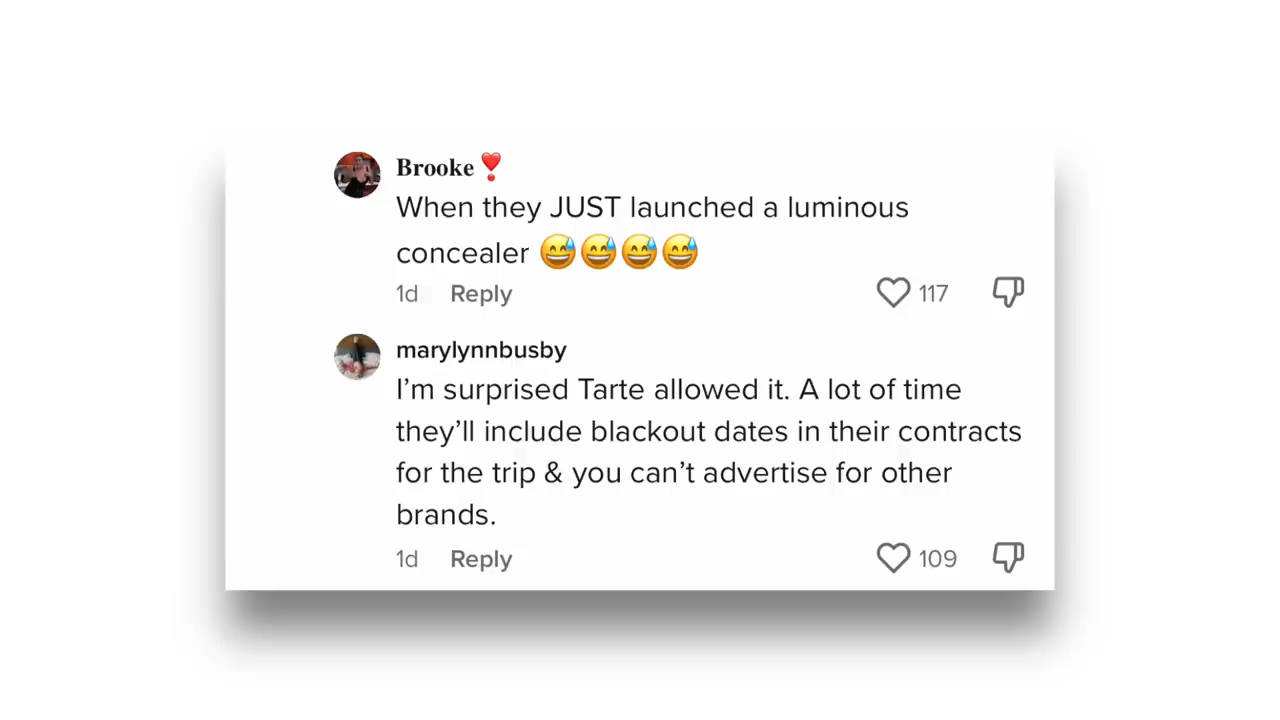 Brooke❣️
When they JUST launched a luminous
concealer 😅😅😅😅
1d Reply 117
marylynnbusby
I’m surprised Tarte allowed it. A lot of time
they’ll include blackout dates in their contracts
for the trip & you can’t advertise for other
brands.
1d Reply 109